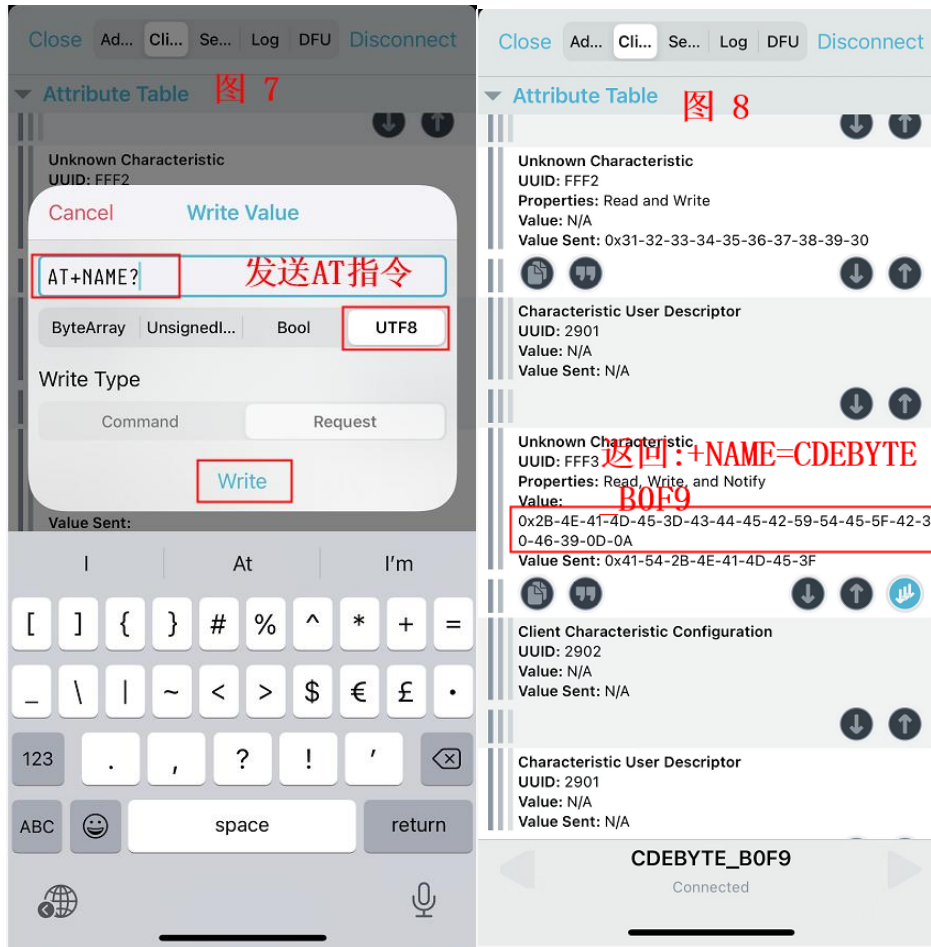 Close Ad... Cli... Se... Log DFU Disconnect
图 7
Attribute Table
Unknown Characteristic
UUID: FFF2
Cancel Write Value
AT+NAME? 发送AT指令
ByteArray UnsignedI... Bool UTF8
Write Type
Command Request
Write
Value Sent:
I At I'm
[ ] { } # % ^ * + =
_ \ | ~ < > $ € £ •
123 . , ? ! ’
ABC space return
Close Ad... Cli... Se... Log DFU Disconnect
Attribute Table 图 8
Unknown Characteristic
UUID: FFF2
Properties: Read and Write
Value: N/A
Value Sent: 0x31-32-33-34-35-36-37-38-39-30
Characteristic User Descriptor
UUID: 2901
Value: N/A
Value Sent: N/A
Unknown Characteristic
返回:+NAME=CDEBYTE
_B0F9
UUID: FFF3
Properties: Read, Write, and Notify
Value:
0x2B-4E-41-4D-45-3D-43-44-45-42-59-54-45-5F-42-3
0-46-39-0D-0A
Value Sent: 0x41-54-2B-4E-41-4D-45-3F
Client Characteristic Configuration
UUID: 2902
Value: N/A
Value Sent: N/A
Characteristic User Descriptor
UUID: 2901
Value: N/A
Value Sent: N/A
CDEBYTE_B0F9
Connected